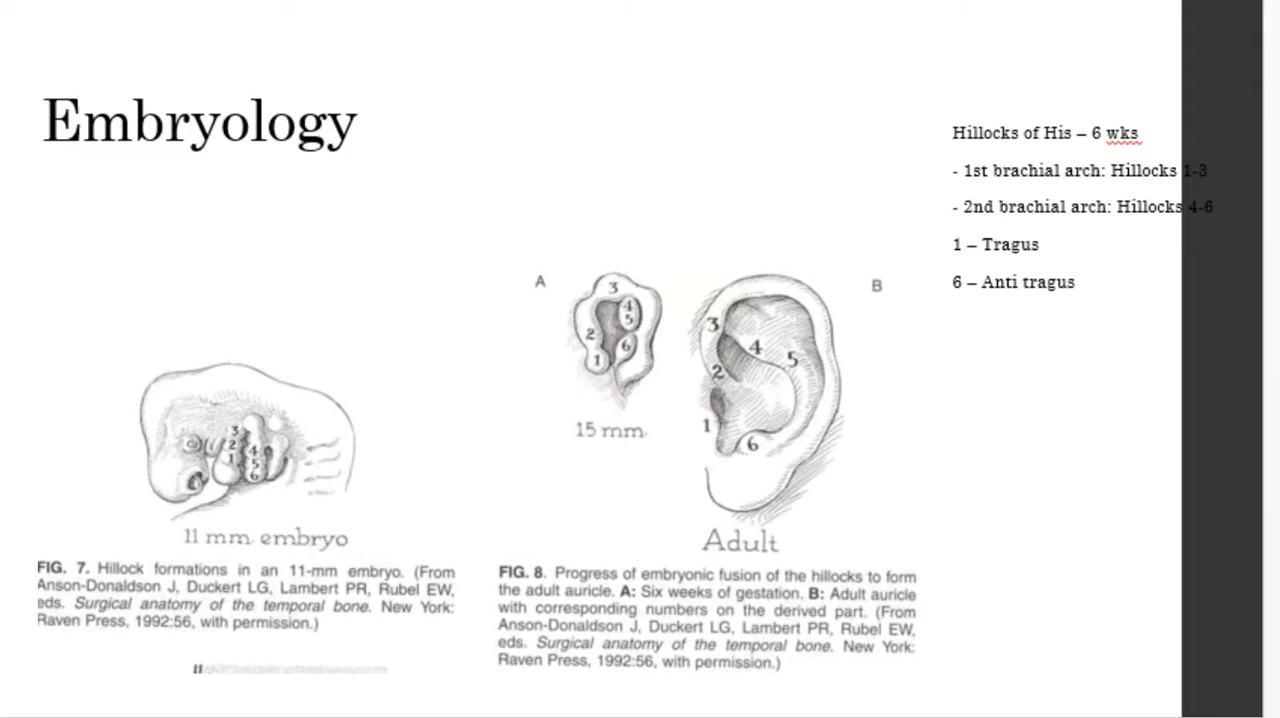 Embryology
Hillocks of His – 6 wks
- 1st brachial arch: Hillocks 1-3
- 2nd brachial arch: Hillocks 4-6
1 – Tragus
6 – Anti tragus
A
B
3
4
5
2
6
1
15 mm.
3
4
5
2
1
6
Adult
3
2
1
4
5
6
11 mm. embryo
FIG. 7. Hillock formations in an 11-mm embryo. (From
Anson-Donaldson J, Duckert LG, Lambert PR, Rubel EW,
eds. Surgical anatomy of the temporal bone. New York:
Raven Press, 1992:56, with permission.)
FIG. 8. Progress of embryonic fusion of the hillocks to form
the adult auricle. A: Six weeks of gestation. B: Adult auricle
with corresponding numbers on the derived part. (From
Anson-Donaldson J, Duckert LG, Lambert PR, Rubel EW,
eds. Surgical anatomy of the temporal bone. New York:
Raven Press, 1992:56, with permission.)